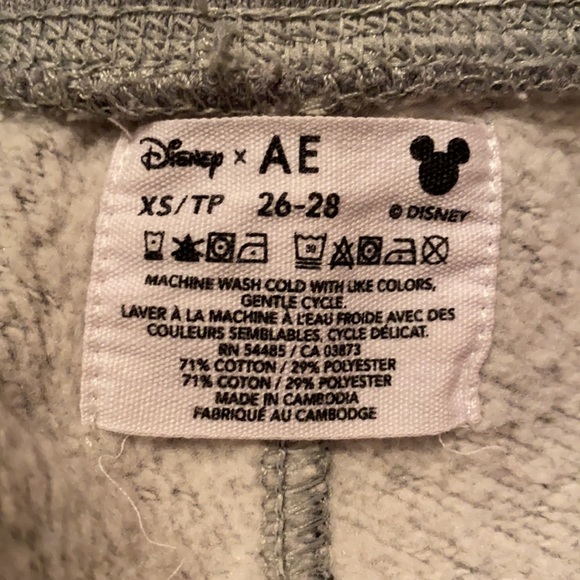 Disney x AE
XS/TP 26-28 © DISNEY
30
MACHINE WASH COLD WITH LIKE COLORS,
GENTLE CYCLE.
LAVER À LA MACHINE À L'EAU FROIDE AVEC DES
COULEURS SEMBLABLES, CYCLE DÉLICAT.
RN 54485 / CA 03873
71% COTTON / 29% POLYESTER
71% COTON / 29% POLYESTER
MADE IN CAMBODIA
FABRIQUÉ AU CAMBODGE